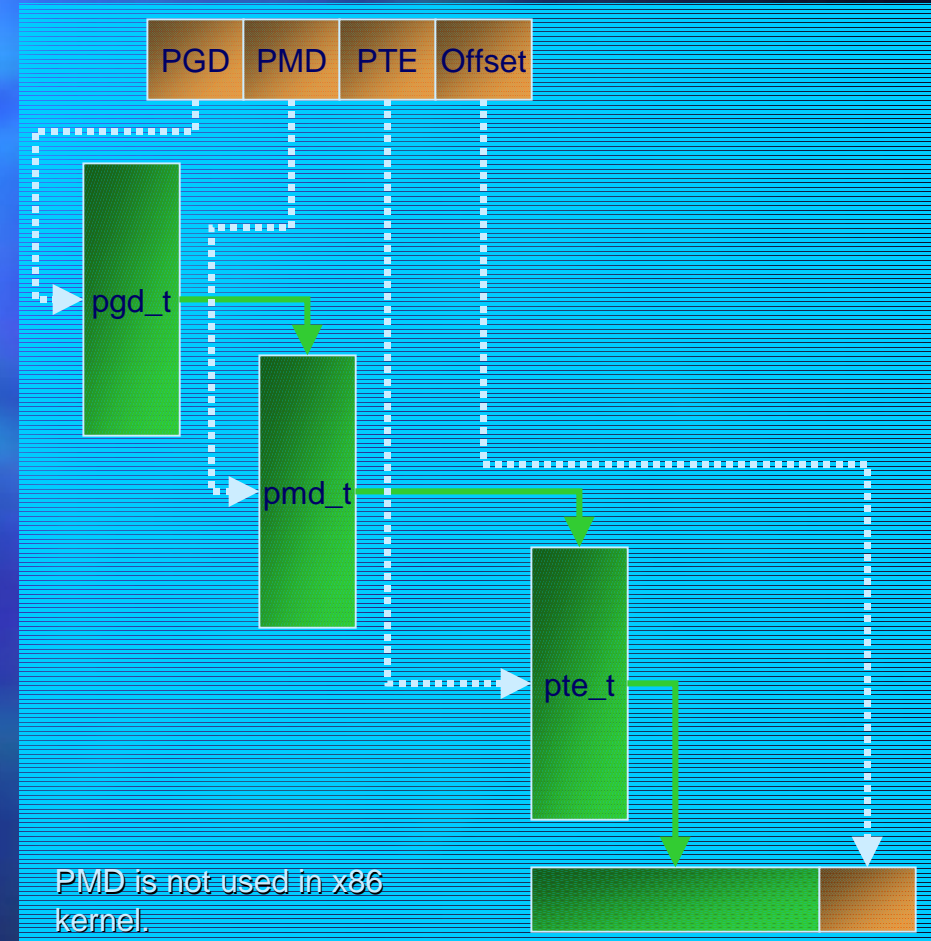 PGD PMD PTE Offset
pgd_t
pmd_t
pte_t
PMD is not used in x86
kernel.